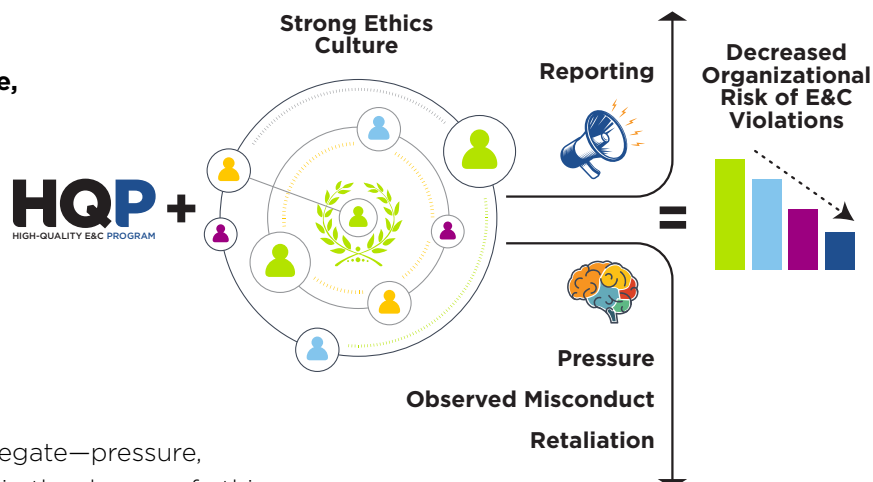 Strong Ethics
Culture
e,
Reporting
Decreased
Organizational
Risk of E&C
Violations
HQP +
HIGH-QUALITY E&C PROGRAM
=
Pressure
Observed Misconduct
Retaliation
egate—pressure,